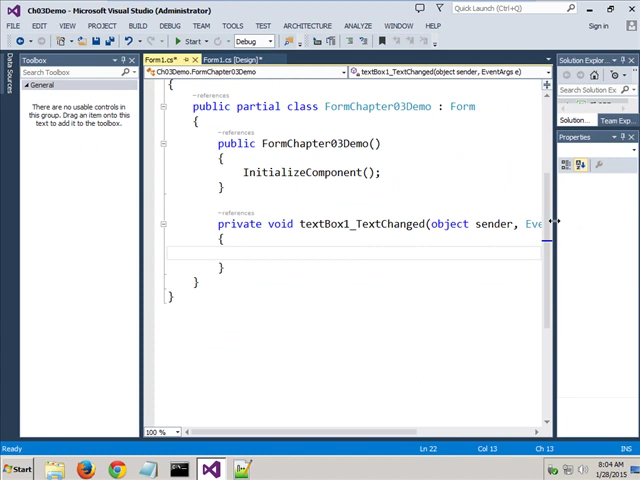 Ch03Demo - Microsoft Visual Studio (Administrator)
Quick Launch (Ctrl+Q)
FILE EDIT VIEW PROJECT BUILD DEBUG TEAM TOOLS TEST ARCHITECTURE ANALYZE WINDOW HELP
Sign in
Start Debug
Data Sources
Toolbox
Search Toolbox
General
There are no usable controls in
this group. Drag an item onto this
text to add it to the toolbox.
Form1.cs* Form1.cs [Design]*
Ch03Demo.FormChapter03Demo textBox1_TextChanged(object sender, EventArgs e)
{
-references
public partial class FormChapter03Demo : Form
{
-references
public FormChapter03Demo()
{
InitializeComponent();
}
-references
private void textBox1_TextChanged(object sender, Eve
{
}
}
}
100 %
Solution Explor...
Search Solution Ex
Solution... Team Exp...
Properties
Ready Ln 22 Col 13 Ch 13 INS
Start
8:04 AM
1/28/2015